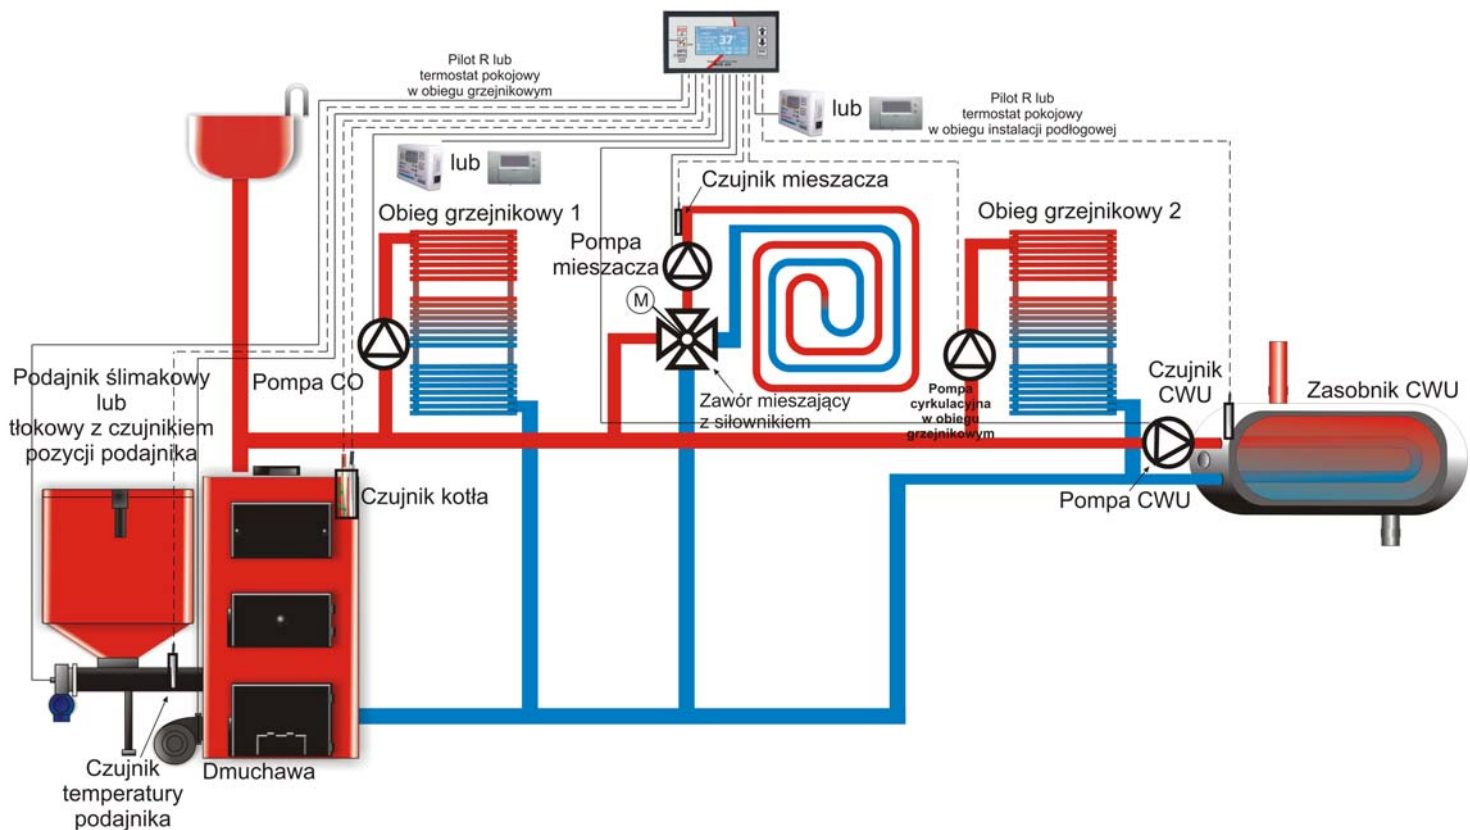 Pilot R lub
termostat pokojowy
w obiegu grzejnikowym
37°
lub
Pilot R lub
termostat pokojowy
w obiegu instalacji podłogowej
lub
Czujnik mieszacza
Obieg grzejnikowy 1
Pompa
mieszacza
Obieg grzejnikowy 2
M
Podajnik ślimakowy
lub
tłokowy z czujnikiem
pozycji podajnika
Pompa CO
Zawór mieszający
z siłownikiem
Pompa
cyrkulacyjna
w obiegu
grzejnikowym
Czujnik
CWU
Zasobnik CWU
Czujnik kotła
Pompa CWU
Dmuchawa
Czujnik
temperatury
podajnika